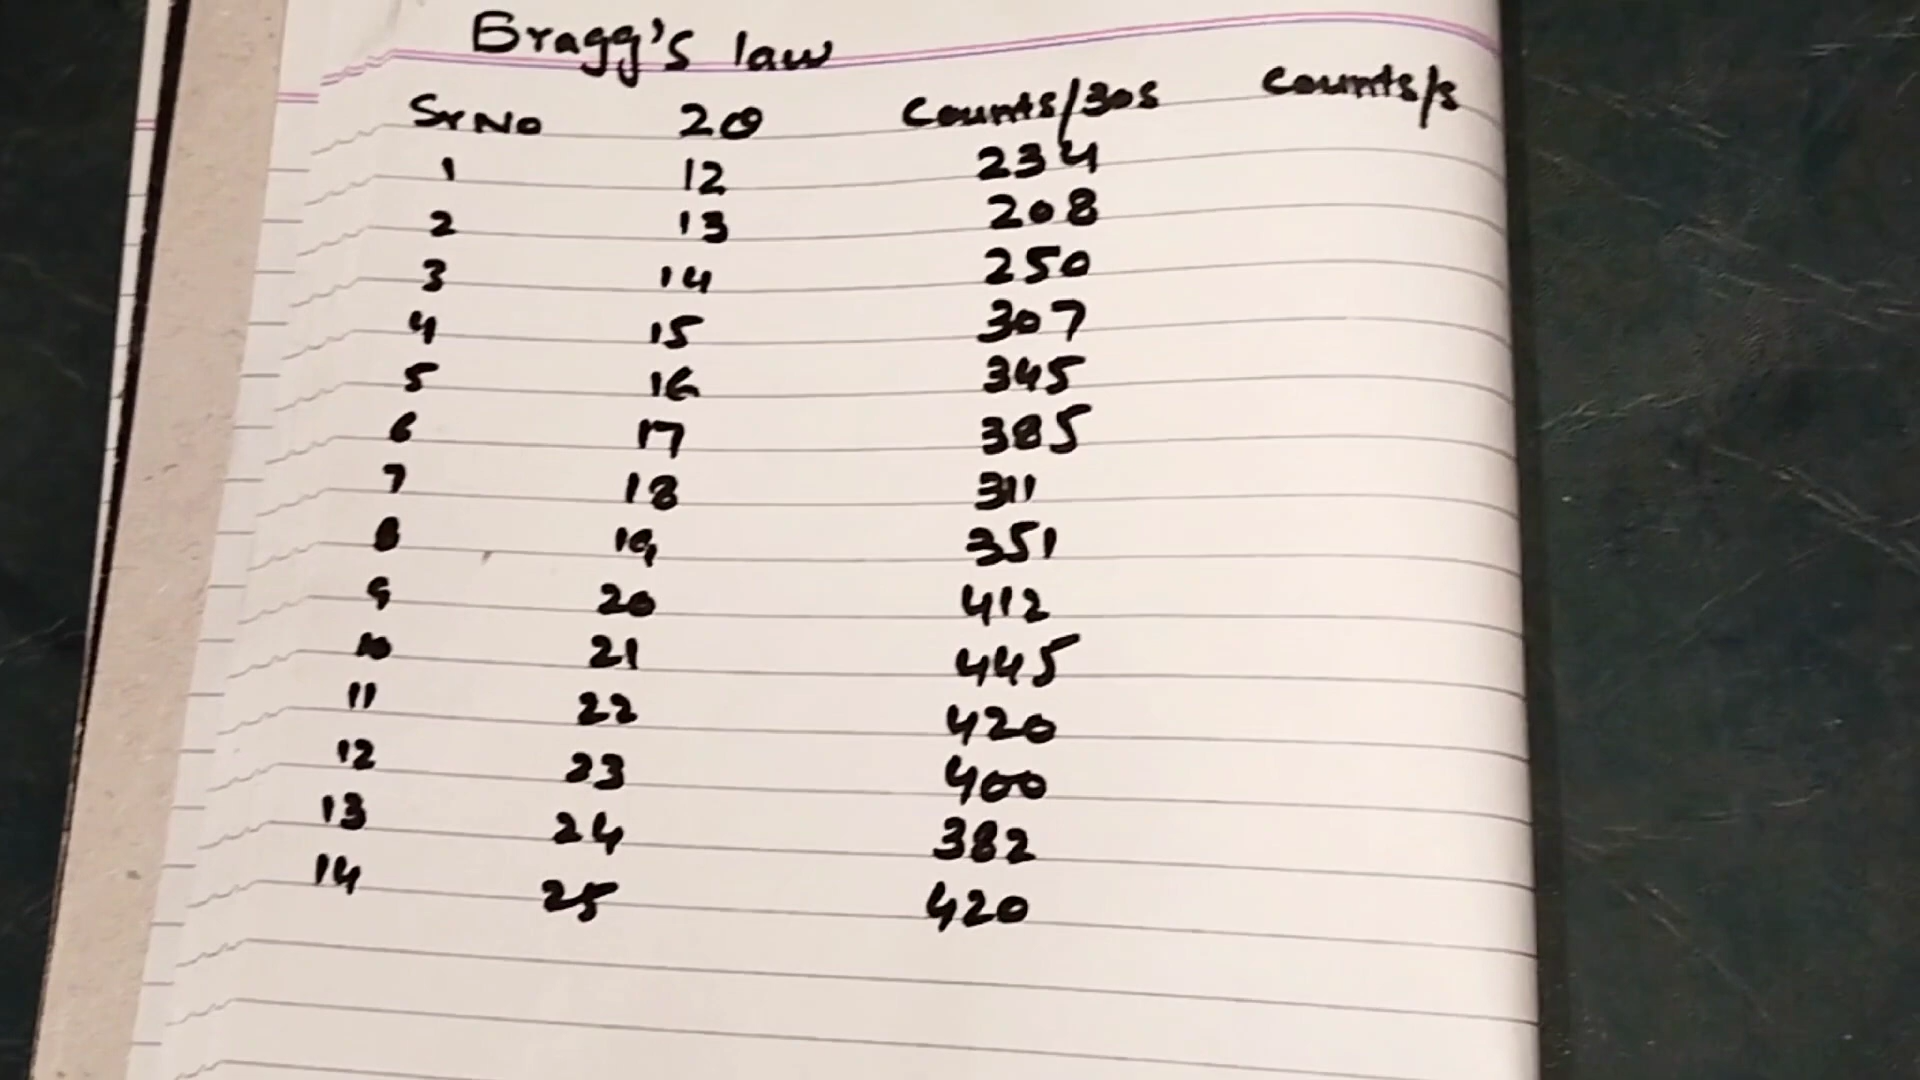 Bragg's law
Sr No 2θ Counts/30s Counts/s
1 12 234
2 13 208
3 14 250
4 15 307
5 16 345
6 17 385
7 18 311
8 19 351
9 20 412
10 21 445
11 22 420
12 23 400
13 24 382
14 25 420